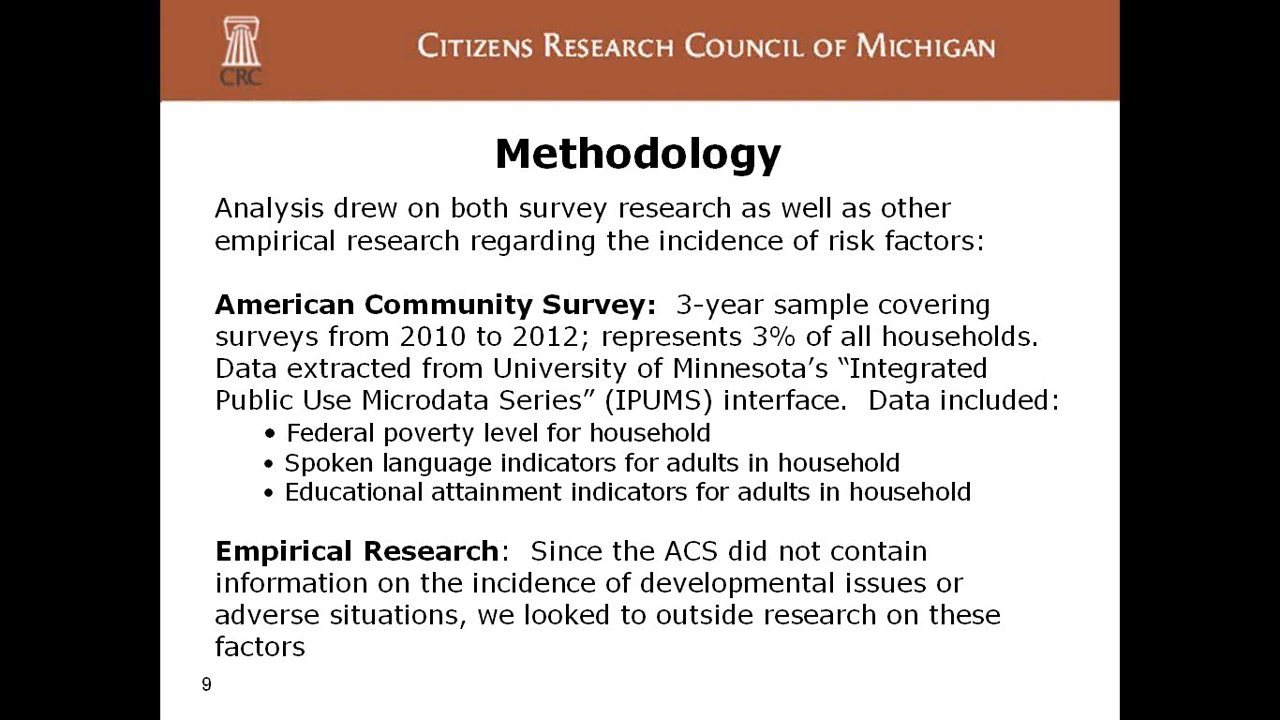 CRC
CITIZENS RESEARCH COUNCIL OF MICHIGAN
Methodology
Analysis drew on both survey research as well as other
empirical research regarding the incidence of risk factors:
American Community Survey: 3-year sample covering
surveys from 2010 to 2012; represents 3% of all households.
Data extracted from University of Minnesota’s “Integrated
Public Use Microdata Series” (IPUMS) interface. Data included:
• Federal poverty level for household
• Spoken language indicators for adults in household
• Educational attainment indicators for adults in household
Empirical Research: Since the ACS did not contain
information on the incidence of developmental issues or
adverse situations, we looked to outside research on these
factors
9